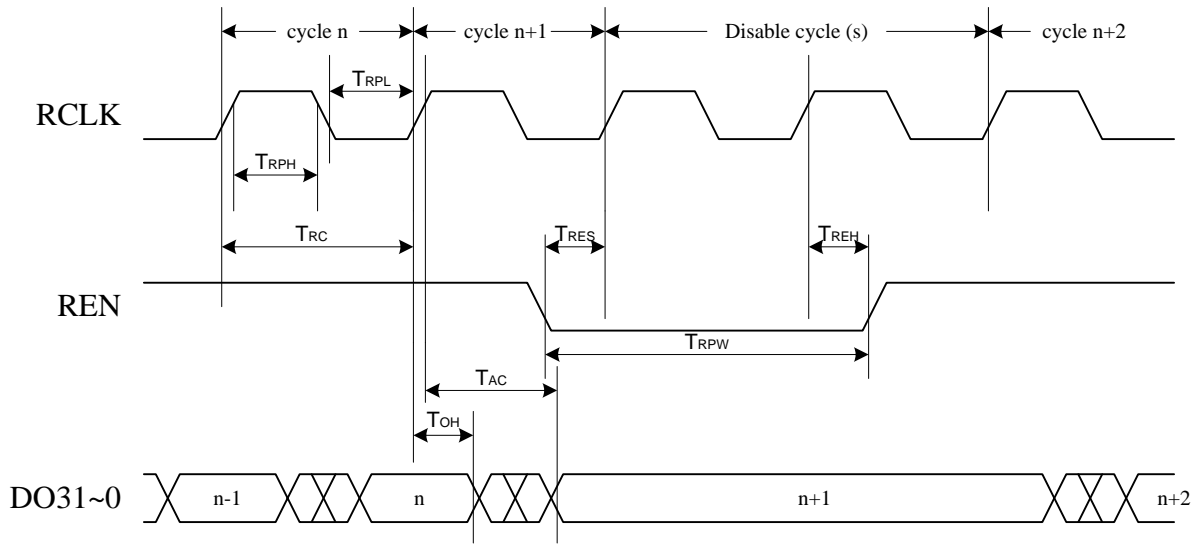 cycle n
cycle n+1
Disable cycle (s)
cycle n+2
TRPL
RCLK
TRPH
TRC
TRES
TREH
REN
TRPW
TAC
TOH
DO31~0
n-1
n
n+1
n+2